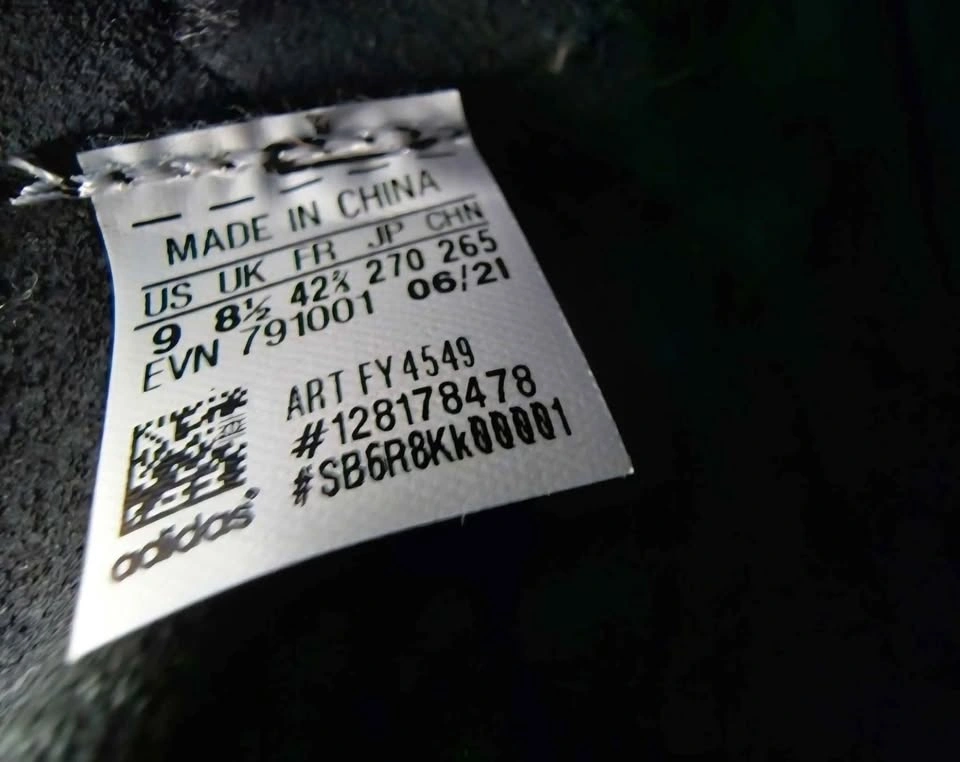 MADE IN CHINA
US UK FR JP CHN
9 8½ 42⅔ 270 265
EVN 791001 06/21
ART FY4549
#128178478
#SB6R8Kk00001
adidas